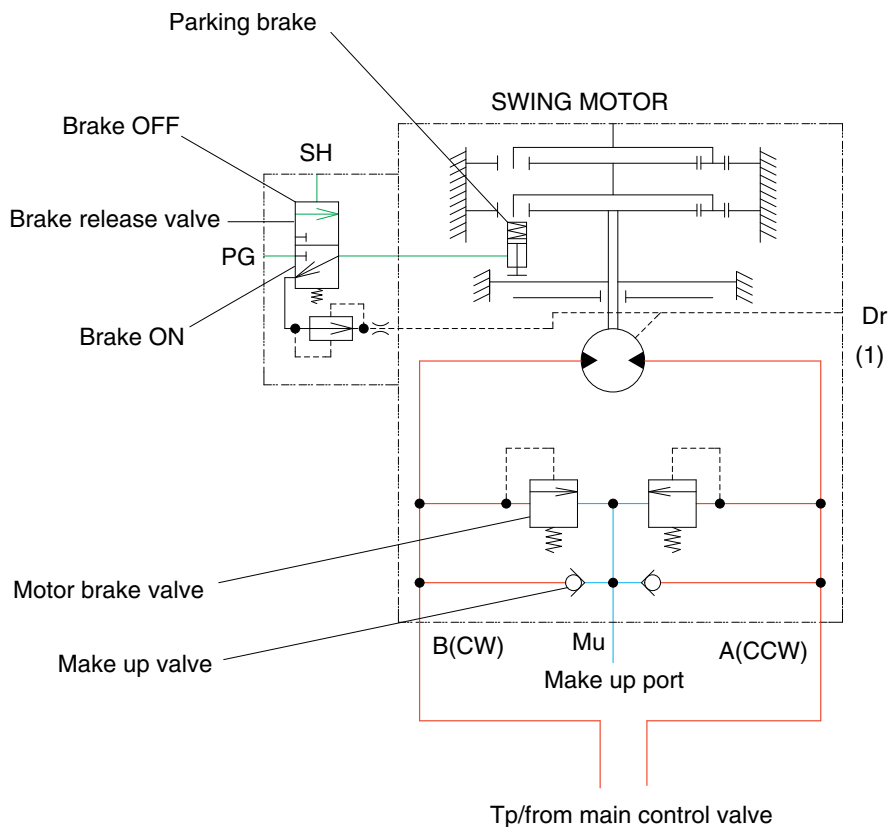 Parking brake
SWING MOTOR
Brake OFF
SH
Brake release valve
PG
Brake ON
Dr
(1)
Motor brake valve
Make up valve
B(CW)
Mu
A(CCW)
Make up port
Tp/from main control valve